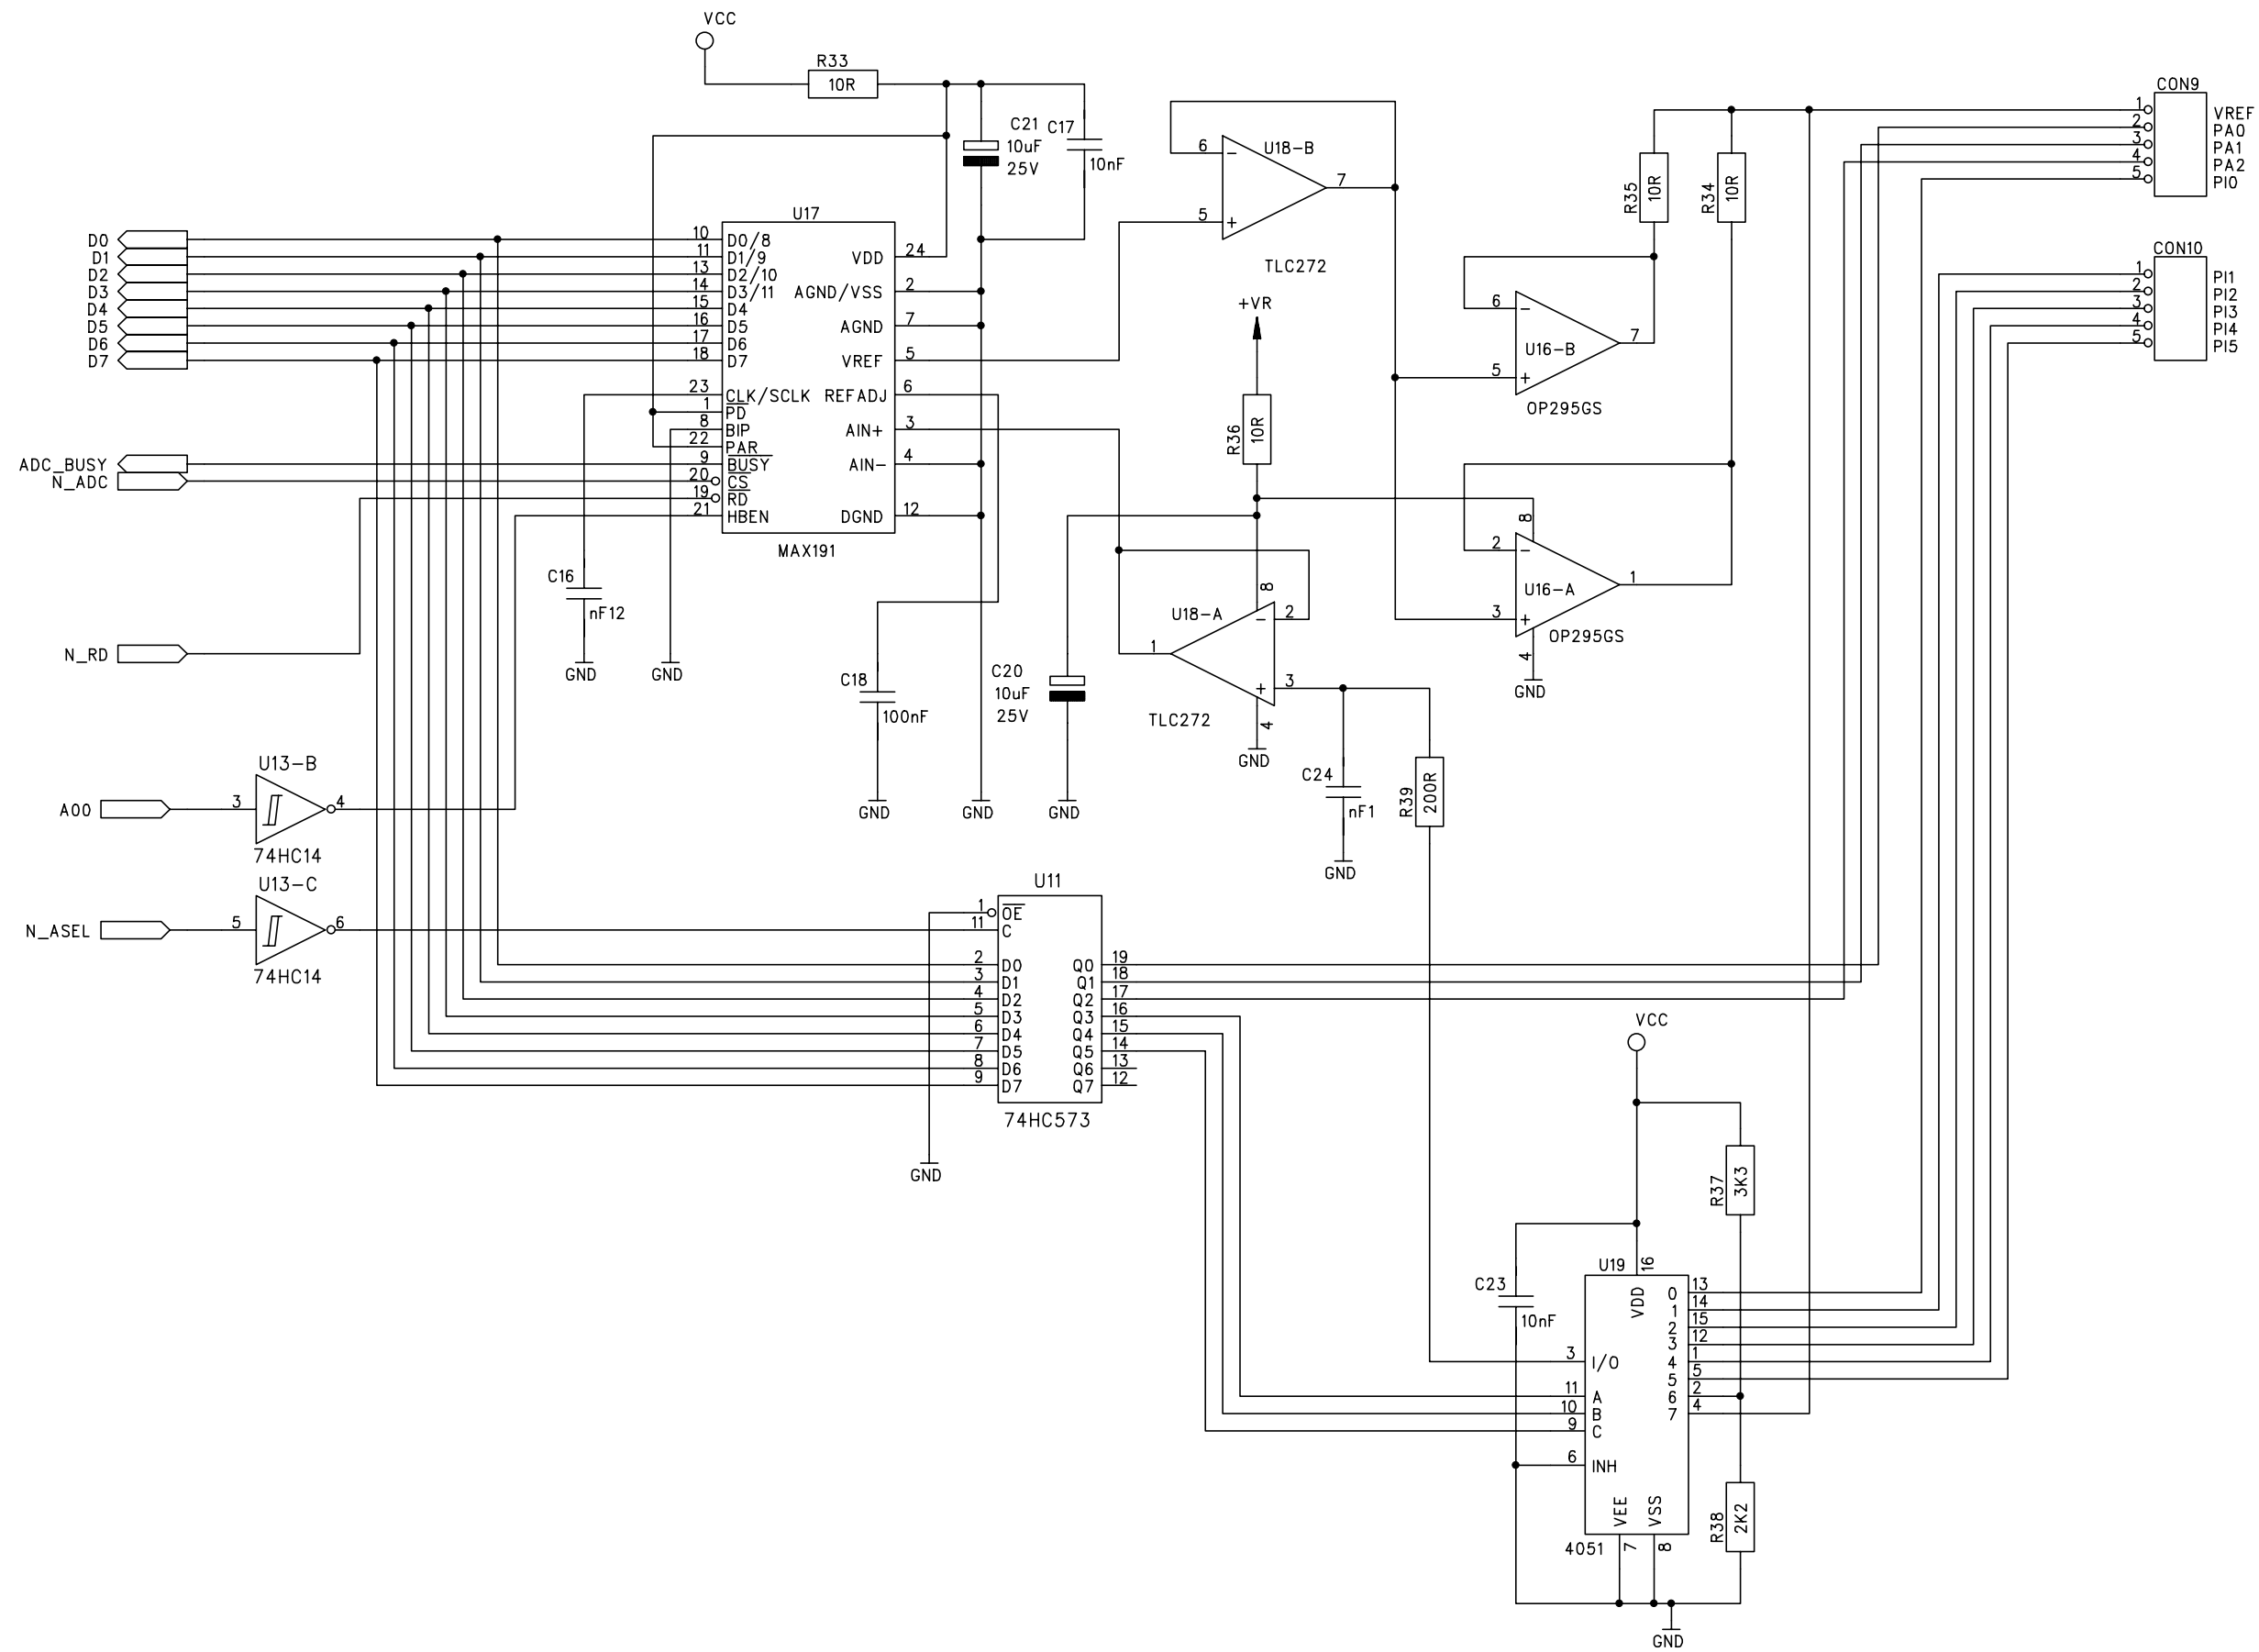 VCC
R33
10R
C21
10uF
25V
C17
10nF
U17
D0
D1
D2
D3
D4
D5
D6
D7
10
11
13
14
15
16
17
18
D0/8
D1/9
D2/10
D3/11
D4
D5
D6
D7
VDD 24
AGND/VSS 2
AGND 7
VREF 5
23 CLK/SCLK
REFADJ 6
1 PD
8 BIP
AIN+ 3
22 PAR
ADC_BUSY
9 BUSY
AIN- 4
N_ADC
20 CS
19 RD
21 HBEN
DGND 12
MAX191
C16
nF12
GND
GND
N_RD
C18
100nF
GND
GND
C20
10uF
25V
GND
6
-
U18-B
7
5
+
TLC272
+VR
R36
10R
8
U18-A
-
2
1
+
3
TLC272
4
GND
C24
nF1
GND
R39
200R
R35
10R
R34
10R
6
-
U16-B
7
5
+
OP295GS
8
2
-
U16-A
1
3
+
OP295GS
4
GND
CON9
1
2
3
4
5
VREF
PA0
PA1
PA2
PI0
CON10
1
2
3
4
5
PI1
PI2
PI3
PI4
PI5
U13-B
A00
3
4
74HC14
U13-C
N_ASEL
5
6
74HC14
U11
1 OE
11 C
2 D0
3 D1
4 D2
5 D3
6 D4
7 D5
8 D6
9 D7
Q0 19
Q1 18
Q2 17
Q3 16
Q4 15
Q5 14
Q6 13
Q7 12
74HC573
GND
VCC
R37
3K3
U19
16
VDD
C23
10nF
0 13
1 14
2 15
3 12
4 1
5 5
6 2
7 4
3 I/O
11 A
10 B
9 C
6 INH
VEE
VSS
4051
7
8
R38
2K2
GND